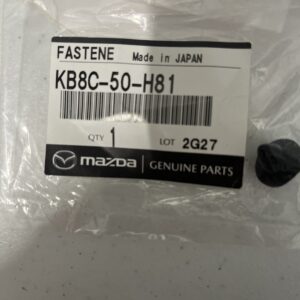 FASTENE Made in JAPAN
KB8C-50-H81
QTY 1 LOT 2G27
mazda GENUINE PARTS